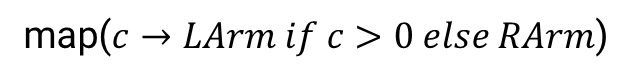 map(c → LArm if c > 0 else RArm)